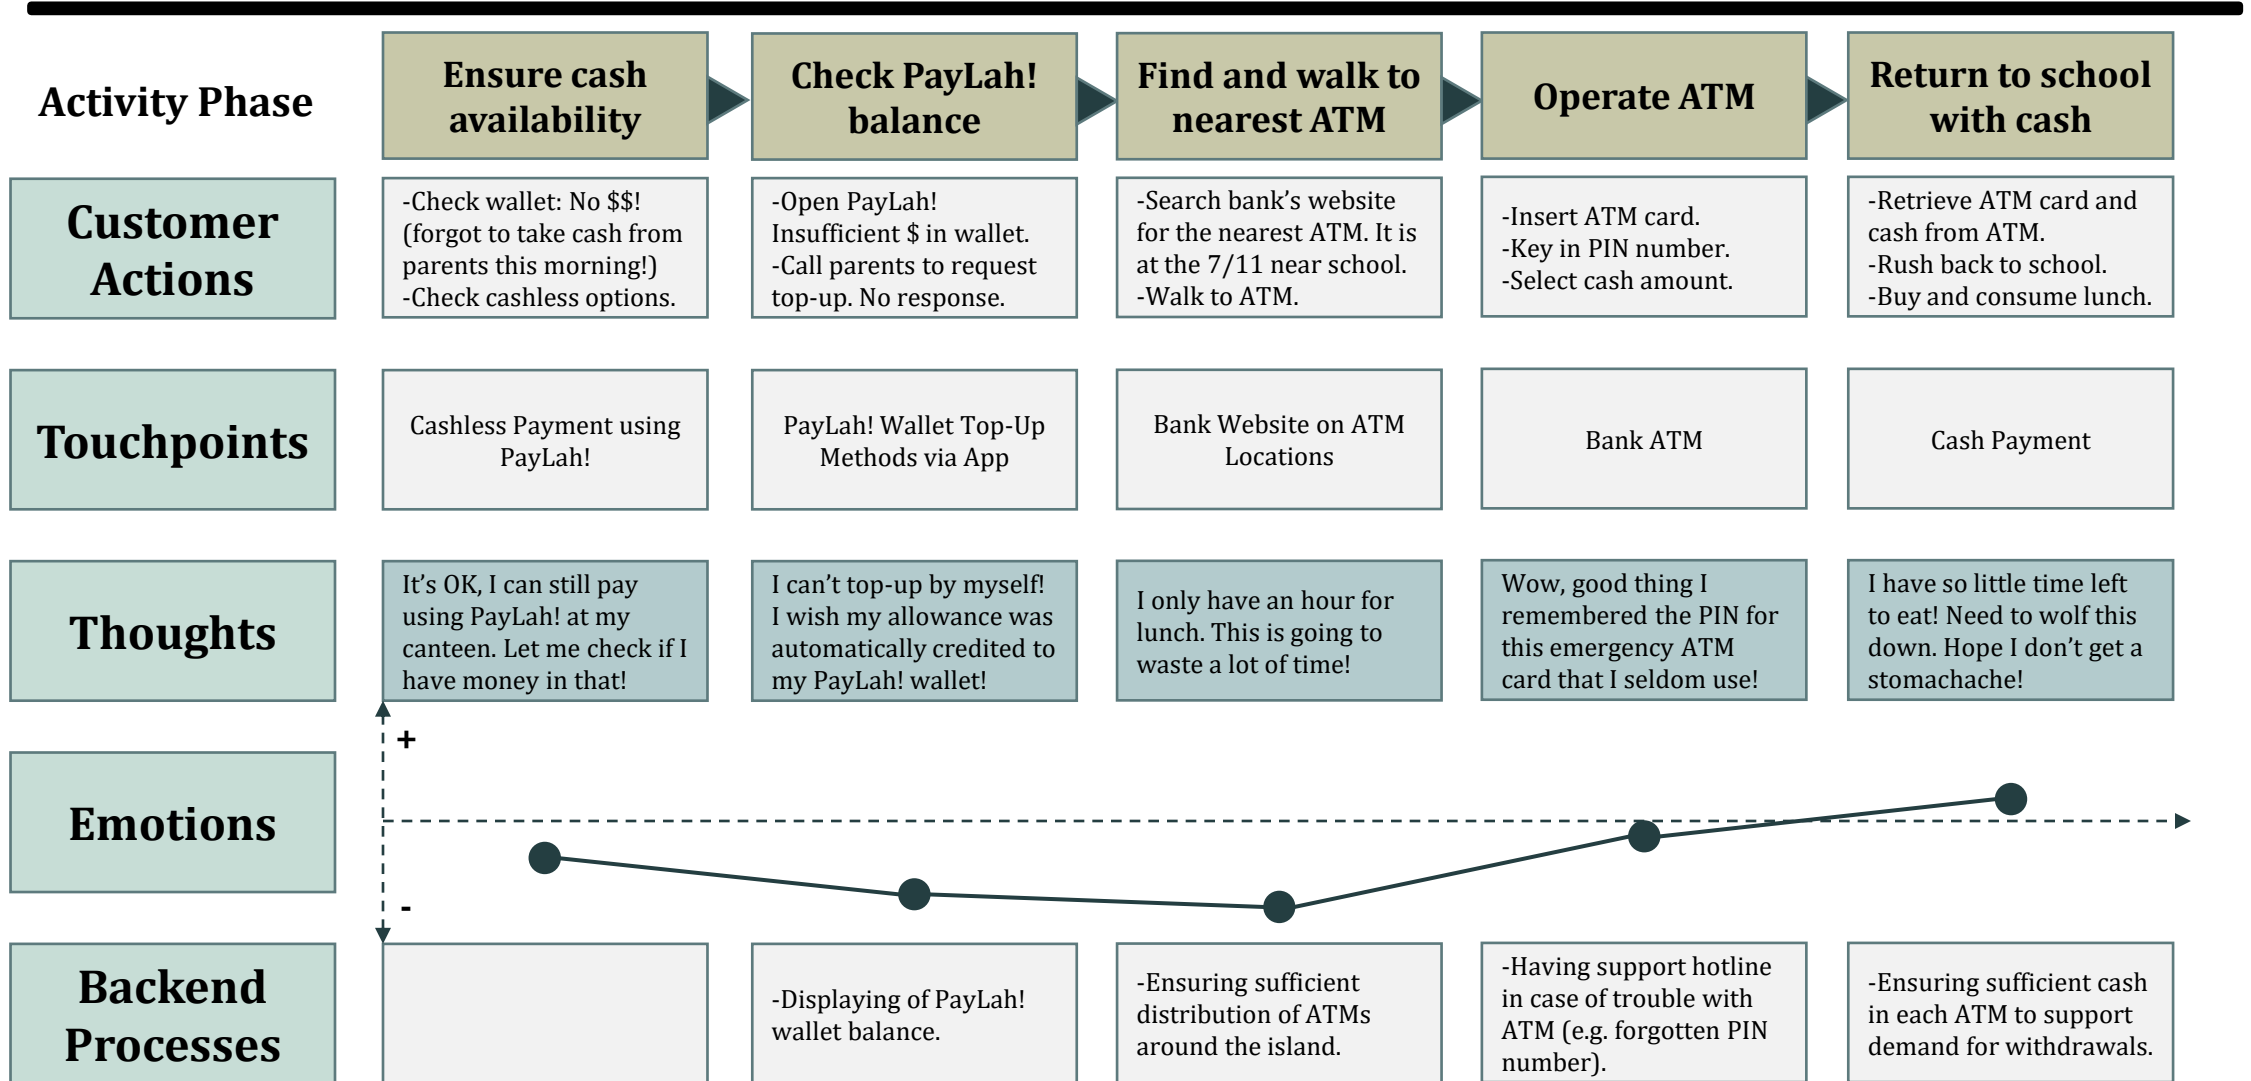 Activity Phase
Ensure cash
availability
Check PayLah!
balance
Find and walk to
nearest ATM
Operate ATM
Return to school
with cash
Customer
Actions
-Check wallet: No $$!
(forgot to take cash from
parents this morning!)
-Check cashless options.
-Open PayLah!
Insufficient $ in wallet.
-Call parents to request
top-up. No response.
-Search bank’s website
for the nearest ATM. It is
at the 7/11 near school.
-Walk to ATM.
-Insert ATM card.
-Key in PIN number.
-Select cash amount.
-Retrieve ATM card and
cash from ATM.
-Rush back to school.
-Buy and consume lunch.
Touchpoints
Cashless Payment using
PayLah!
PayLah! Wallet Top-Up
Methods via App
Bank Website on ATM
Locations
Bank ATM
Cash Payment
Thoughts
It’s OK, I can still pay
using PayLah! at my
canteen. Let me check if I
have money in that!
I can’t top-up by myself!
I wish my allowance was
automatically credited to
my PayLah! wallet!
I only have an hour for
lunch. This is going to
waste a lot of time!
Wow, good thing I
remembered the PIN for
this emergency ATM
card that I seldom use!
I have so little time left
to eat! Need to wolf this
down. Hope I don’t get a
stomachache!
Emotions
+
-
Backend
Processes
-Displaying of PayLah!
wallet balance.
-Ensuring sufficient
distribution of ATMs
around the island.
-Having support hotline
in case of trouble with
ATM (e.g. forgotten PIN
number).
-Ensuring sufficient cash
in each ATM to support
demand for withdrawals.